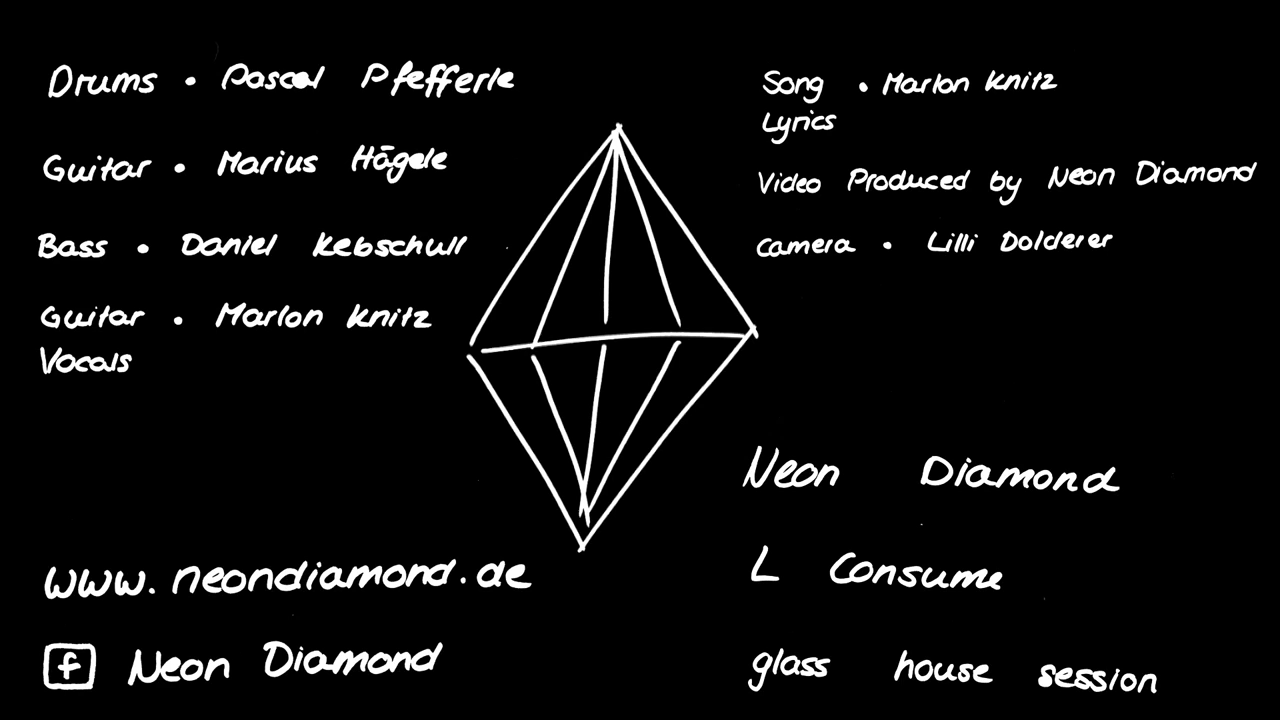 Drums • Pascal Pfefferle
Guitar • Marius Hägele
Bass • Daniel Kebschull
Guitar • Marlon Knitz
Vocals
Song • Marlon Knitz
Lyrics
Video Produced by Neon Diamond
Camera • Lilli Dolderer
www.neondiamond.de
f Neon Diamond
Neon Diamond
L Consume
glass house session